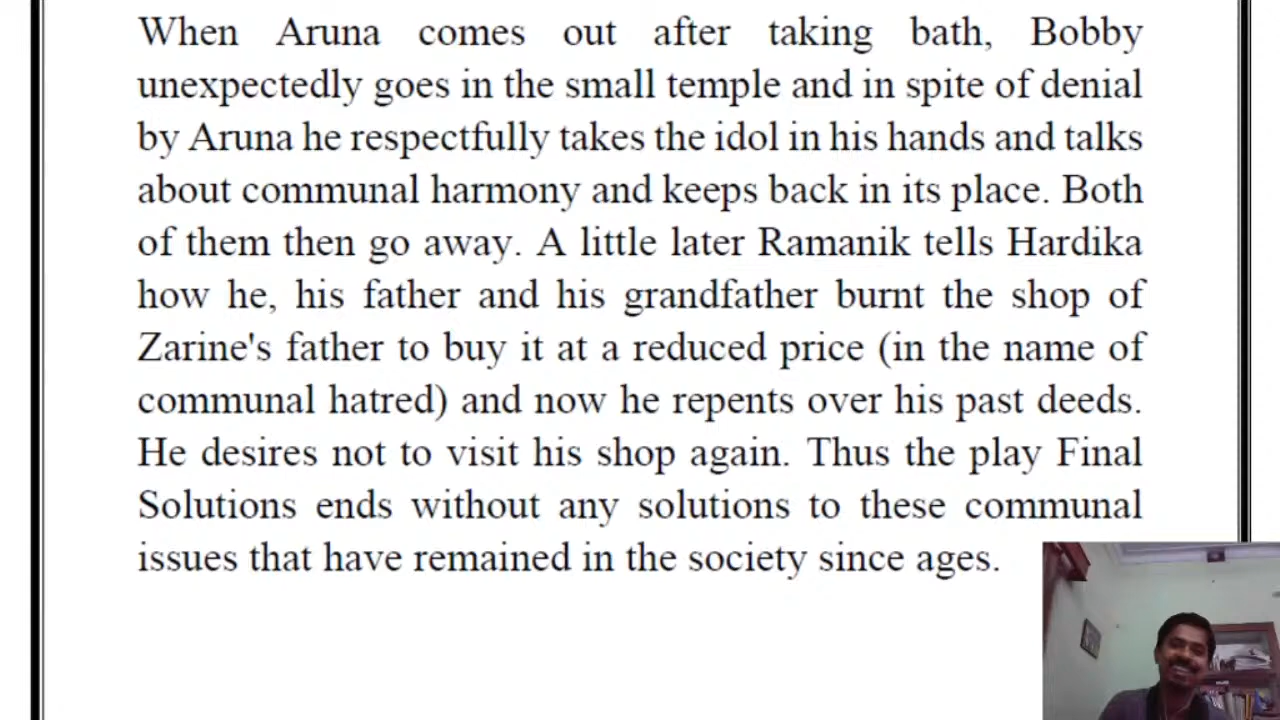 When Aruna comes out after taking bath, Bobby
unexpectedly goes in the small temple and in spite of denial
by Aruna he respectfully takes the idol in his hands and talks
about communal harmony and keeps back in its place. Both
of them then go away. A little later Ramanik tells Hardika
how he, his father and his grandfather burnt the shop of
Zarine's father to buy it at a reduced price (in the name of
communal hatred) and now he repents over his past deeds.
He desires not to visit his shop again. Thus the play Final
Solutions ends without any solutions to these communal
issues that have remained in the society since ages.